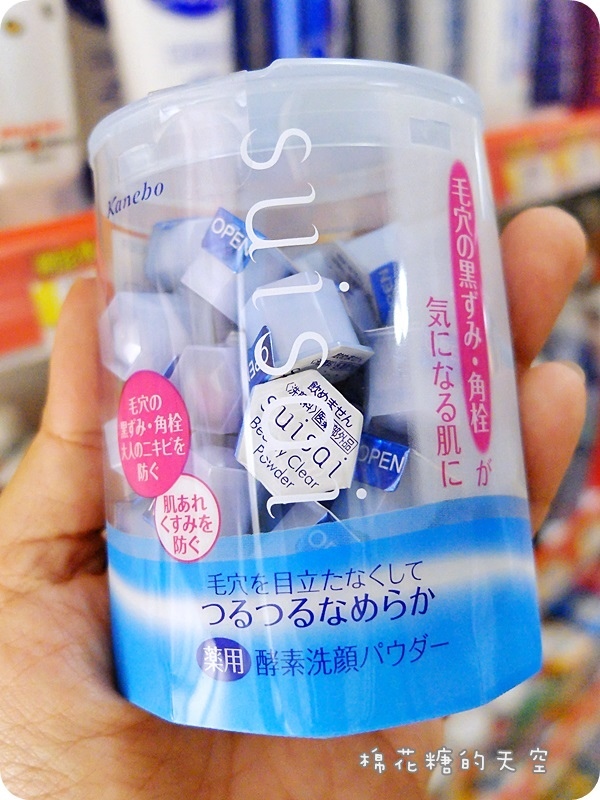 Kanebo
suisai
毛穴の黒ずみ・角栓が
気になる肌に
OPEN
飲めません
suisai
Beauty Clear
Powder
OPEN
毛穴の
黒ずみ・角栓
大人のニキビを
防ぐ
肌あれ
くすみを
防ぐ
毛穴を目立たなくして
つるつるなめらか
薬用 酵素洗顔パウダー
棉花糖的天空